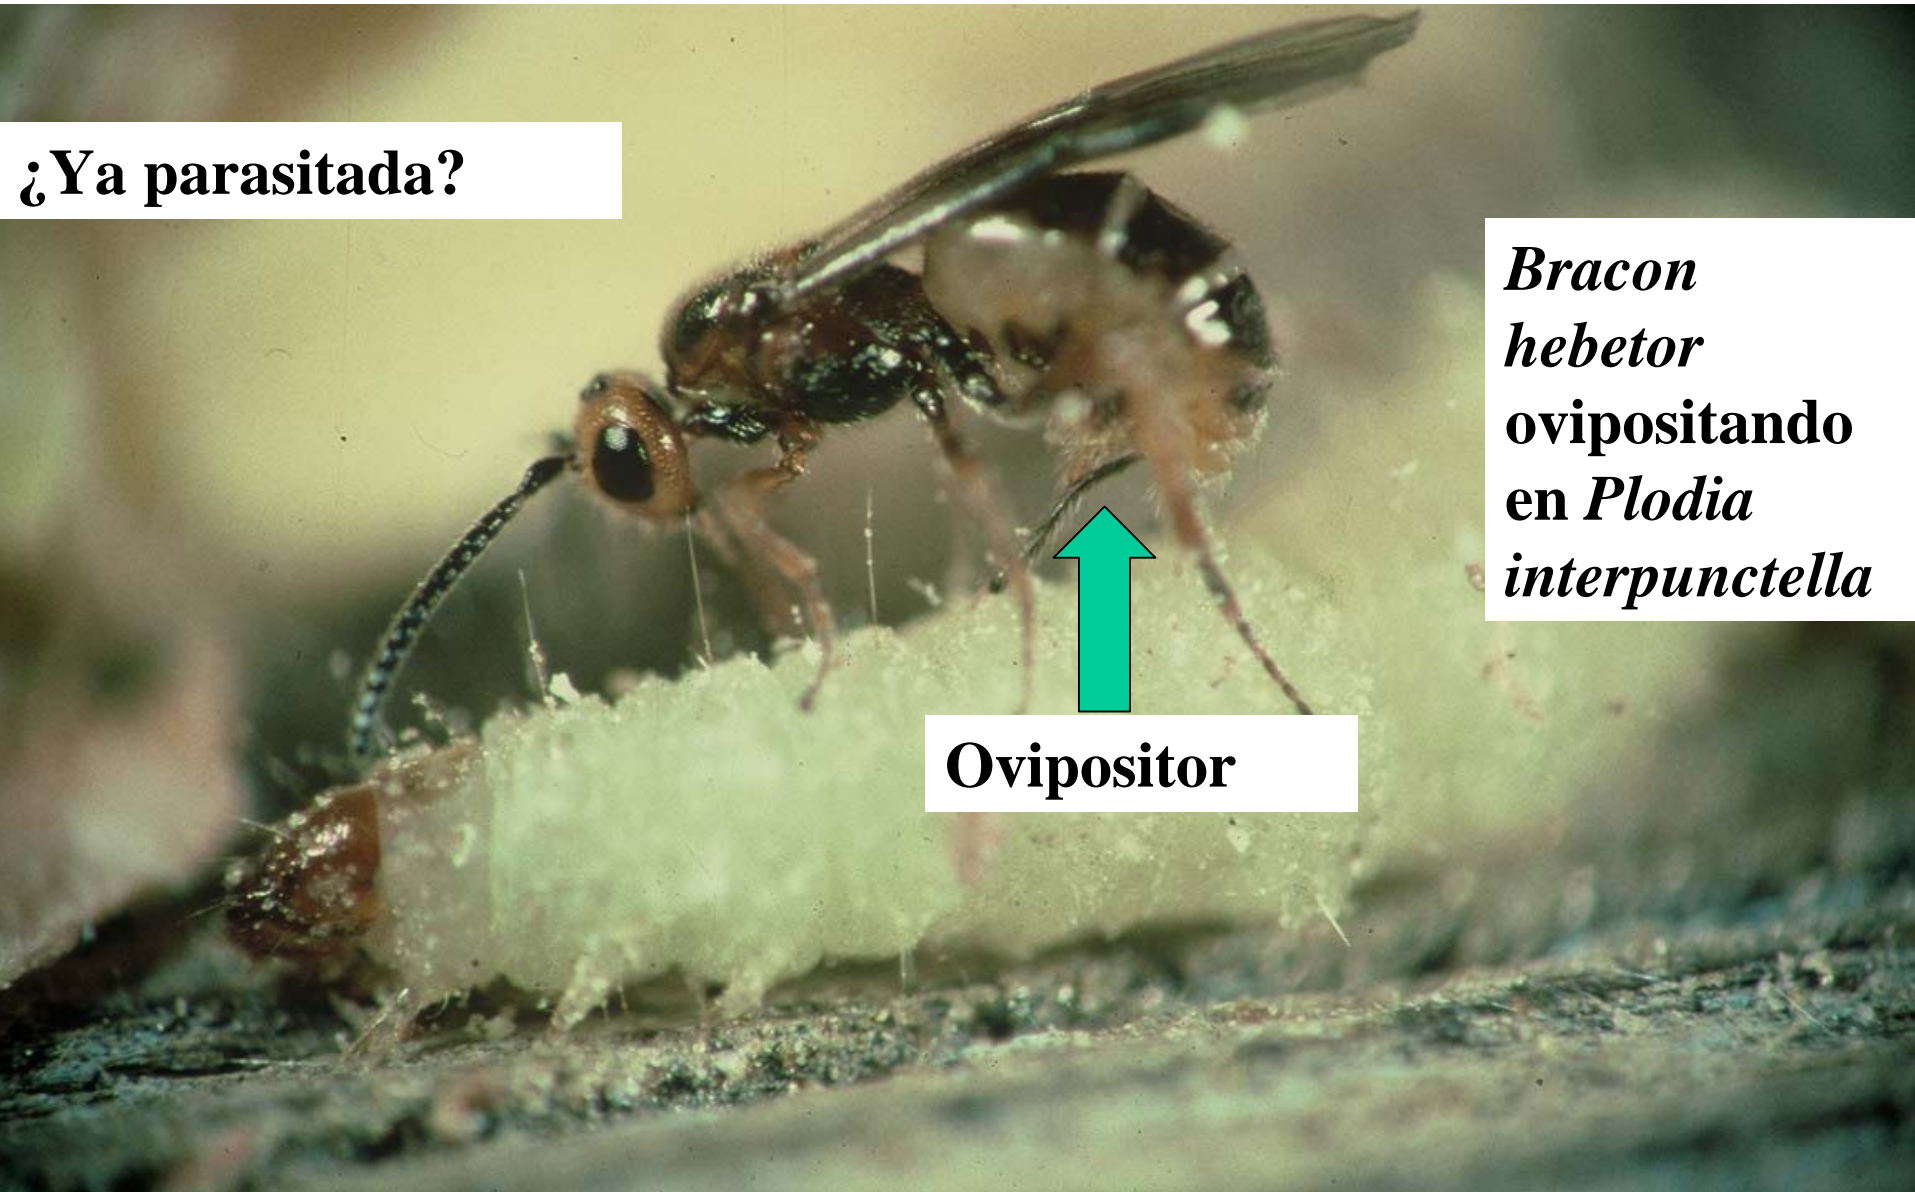 ¿Ya parasitada?
Bracon
hebetor
ovipositando
en Plodia
interpunctella
Ovipositor